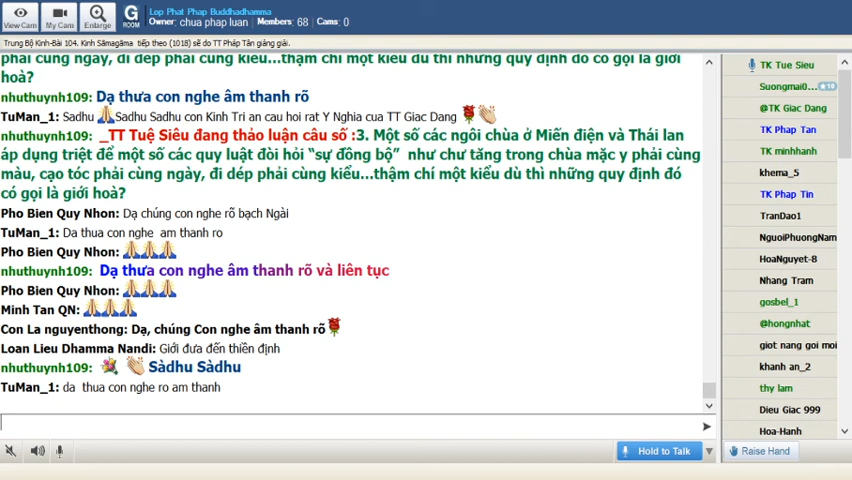 View Cam
My Cam
Enlarge
G ROOM
Lop Phat Phap Buddhadhamma
Owner: chua phap luan Members: 68 Cams: 0
Trung Bộ Kinh-Bài 104. Kinh Sāmagāma tiếp theo (1018) sẽ do TT Pháp Tân giảng giải.
phải cùng ngày, đi dép phải cùng kiểu...thậm chí một kiểu dù thì những quy định đó có gọi là giới
hoà?
nhuthuynh109: Dạ thưa con nghe âm thanh rõ
TuMan_1: Sadhu Sadhu Sadhu con Kinh Tri an cau hoi rat Y Nghia cua TT Giac Dang
nhuthuynh109: _TT Tuệ Siêu đang thảo luận câu số :3. Một số các ngôi chùa ở Miến điện và Thái lan
áp dụng triệt để một số các quy luật đòi hỏi “sự đồng bộ” như chư tăng trong chùa mặc y phải cùng
màu, cạo tóc phải cùng ngày, đi dép phải cùng kiểu...thậm chí một kiểu dù thì những quy định đó
có gọi là giới hoà?
Pho Bien Quy Nhon: Dạ chúng con nghe rõ bạch Ngài
TuMan_1: Da thua con nghe am thanh ro
Pho Bien Quy Nhon:
nhuthuynh109: Dạ thưa con nghe âm thanh rõ và liên tục
Pho Bien Quy Nhon:
Minh Tan QN:
Con La nguyenthong: Dạ, chúng Con nghe âm thanh rõ
Loan Lieu Dhamma Nandi: Giới đưa đến thiền định
nhuthuynh109: Sàdhu Sàdhu
TuMan_1: da thua con nghe ro am thanh
Hold to Talk
TK Tue Sieu
Suongmai0... 10
@TK Giac Dang
TK Phap Tan
TK minhhanh
khema_5
TK Phap Tin
TranDao1
NguoiPhuongNam
HoaNguyet-8
Nhang Tram
gosbel_1
@hongnhat
giot nang goi moi
khanh an_2
thy lam
Dieu Giac 999
Hoa-Hanh
Raise Hand